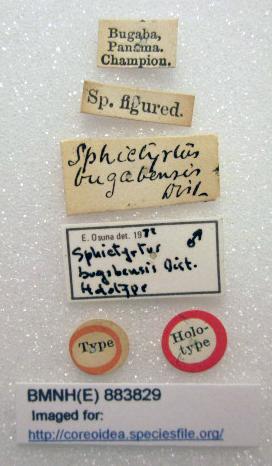 Bugaba,
Panama.
Champion.
Sp. figured.
Sphictyrtus
bugabensis
Dist.
E. Osuna det. 1972
♂
Sphictyrtus
bugabensis Dist.
Holotype
Type
Holo-
type
BMNH(E) 883829
Imaged for:
http://coreoidea.speciesfile.org/